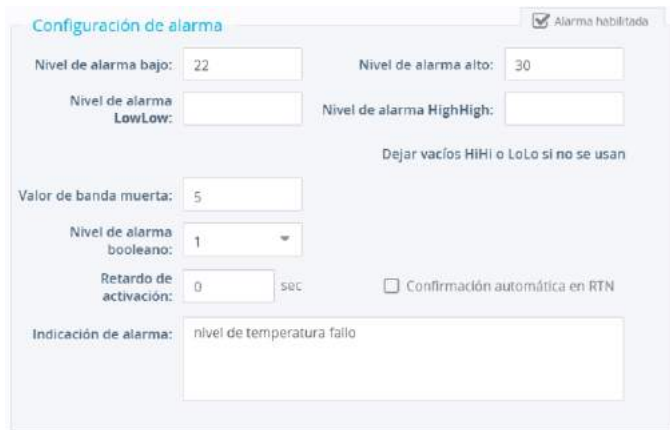 Configuración de alarma
Alarma habilitada
Nivel de alarma bajo: 22
Nivel de alarma alto: 30
Nivel de alarma
LowLow:
Nivel de alarma HighHigh:
Dejar vacíos HiHi o LoLo si no se usan
Valor de banda muerta: 5
Nivel de alarma
booleano: 1
Retardo de
activación: 0 sec
Confirmación automática en RTN
Indicación de alarma: nivel de temperatura fallo